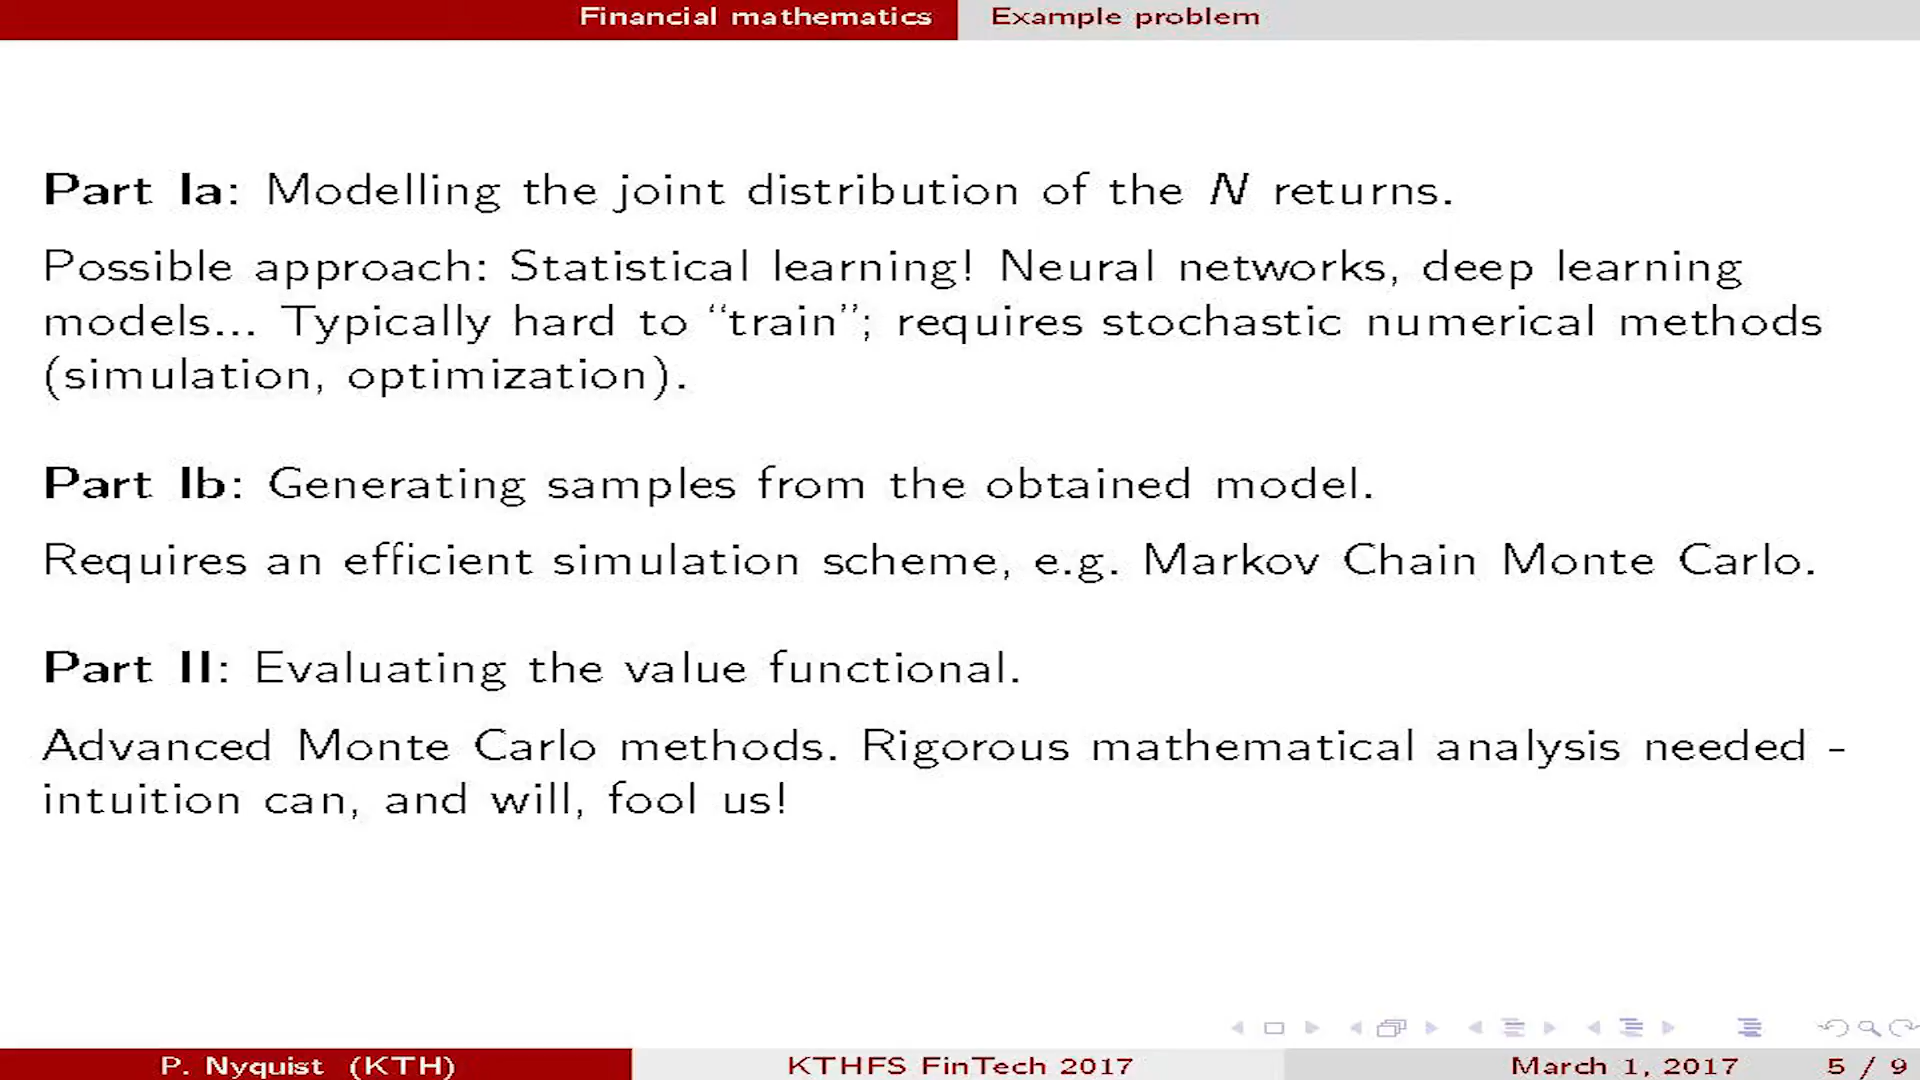 Financial mathematics Example problem
Part Ia: Modelling the joint distribution of the N returns.
Possible approach: Statistical learning! Neural networks, deep learning
models... Typically hard to “train”; requires stochastic numerical methods
(simulation, optimization).
Part Ib: Generating samples from the obtained model.
Requires an efficient simulation scheme, e.g. Markov Chain Monte Carlo.
Part II: Evaluating the value functional.
Advanced Monte Carlo methods. Rigorous mathematical analysis needed -
intuition can, and will, fool us!
P. Nyquist (KTH) KTHFS FinTech 2017 March 1, 2017 5 / 9